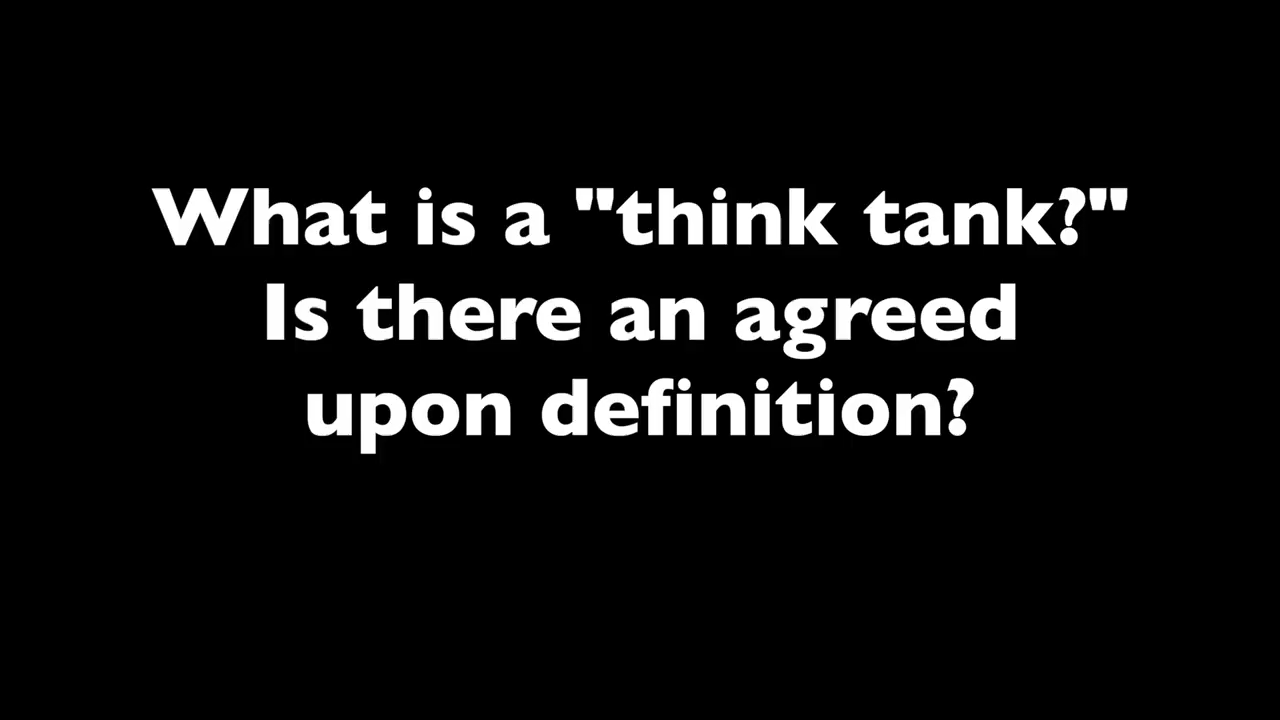 What is a "think tank?"
Is there an agreed
upon definition?